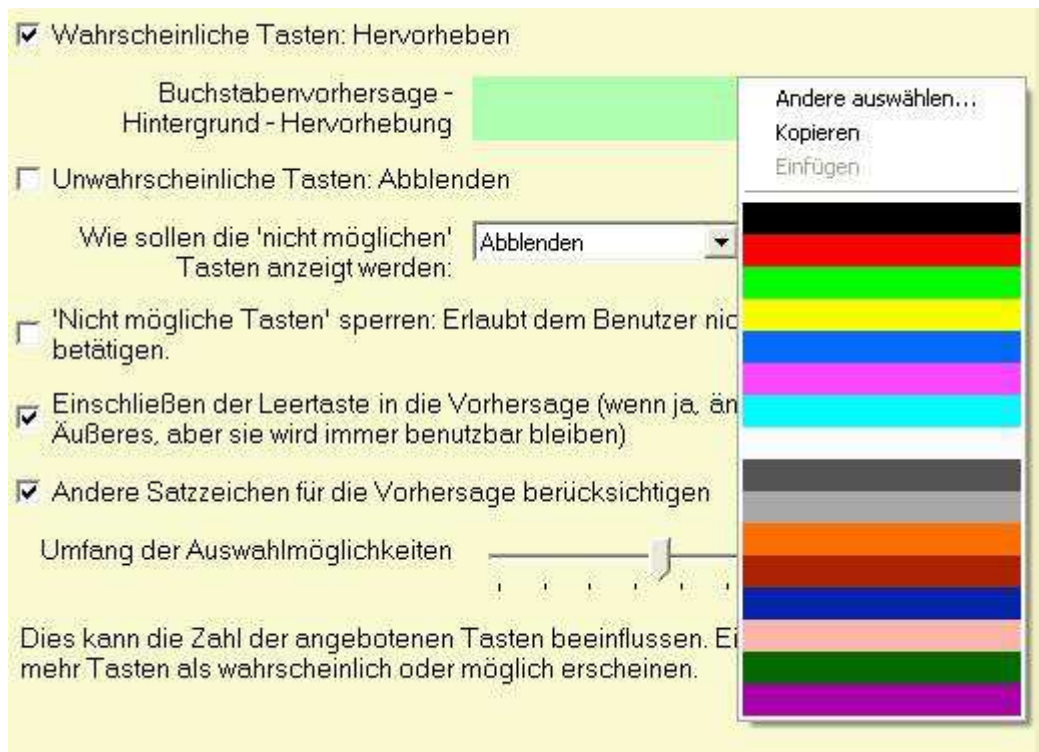 Wahrscheinliche Tasten: Hervorheben
Buchstabenvorhersage -
Hintergrund - Hervorhebung
Andere auswählen...
Kopieren
Einfügen
Unwahrscheinliche Tasten: Abblenden
Wie sollen die 'nicht möglichen'
Tasten anzeigt werden:
Abblenden
'Nicht mögliche Tasten' sperren: Erlaubt dem Benutzer nic
betätigen.
Einschließen der Leertaste in die Vorhersage (wenn ja, än
Äußeres, aber sie wird immer benutzbar bleiben)
Andere Satzzeichen für die Vorhersage berücksichtigen
Umfang der Auswahlmöglichkeiten
Dies kann die Zahl der angebotenen Tasten beeinflussen. Ei
mehr Tasten als wahrscheinlich oder möglich erscheinen.